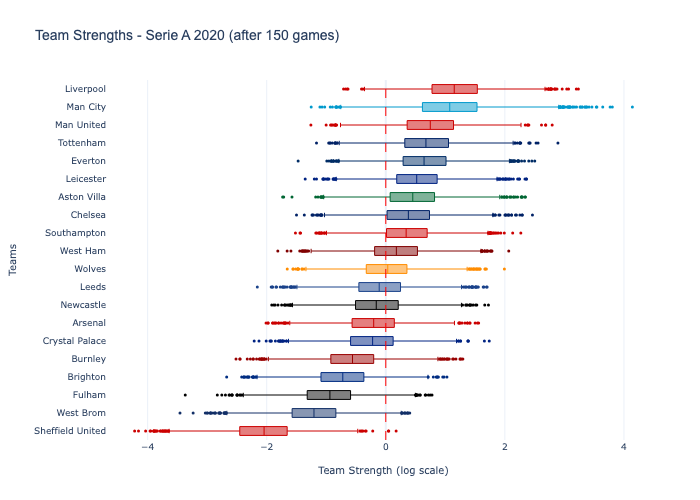 Team Strengths - Serie A 2020 (after 150 games)
Liverpool
Man City
Man United
Tottenham
Everton
Leicester
Aston Villa
Chelsea
Southampton
West Ham
Wolves
Leeds
Newcastle
Arsenal
Crystal Palace
Burnley
Brighton
Fulham
West Brom
Sheffield United
Teams
−4
−2
0
2
4
Team Strength (log scale)